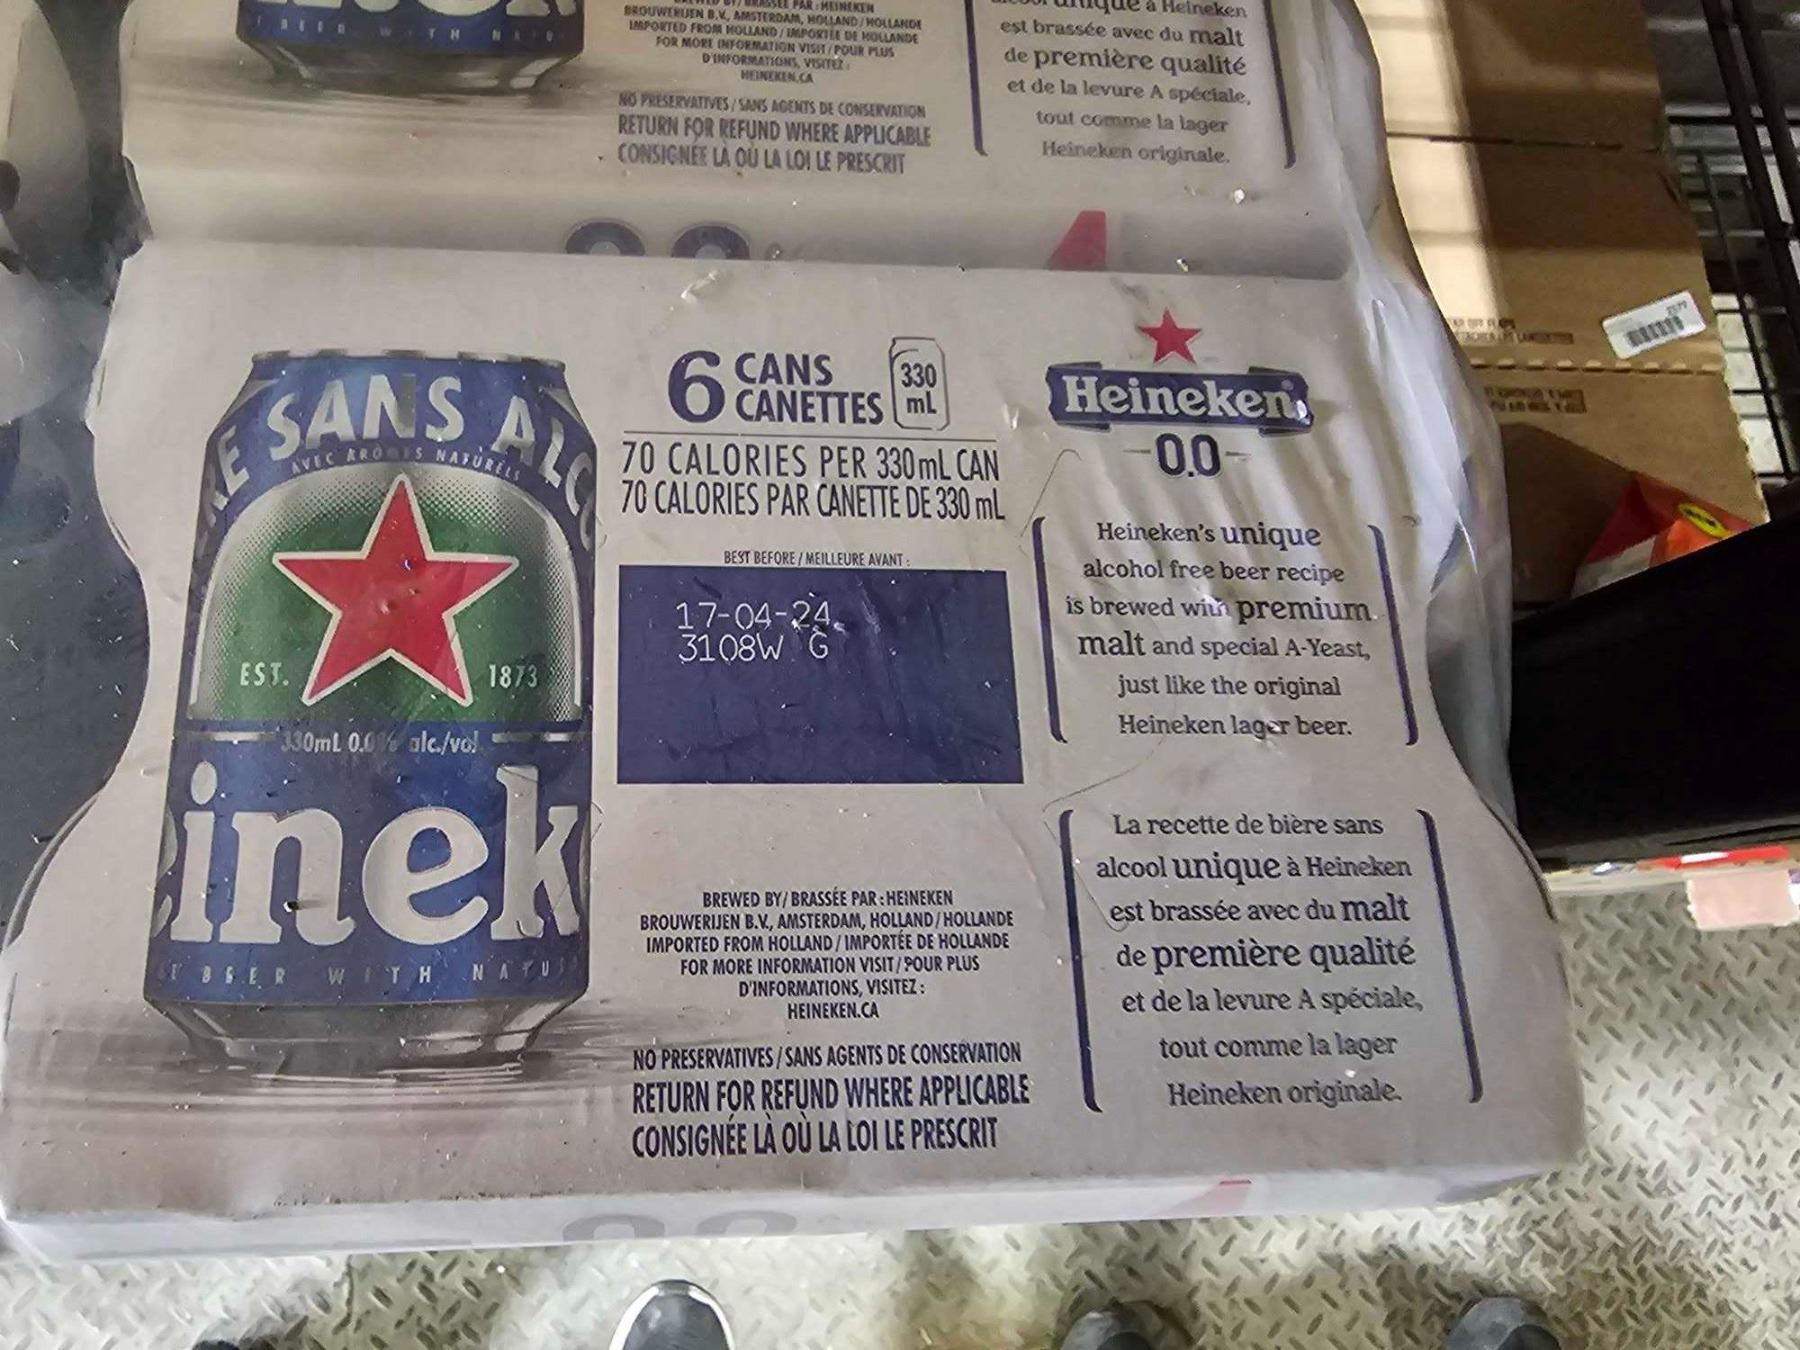 BEER WITH NATU
BROUWERIJEN B.V., AMSTERDAM, HOLLAND / HOLLANDE
IMPORTED FROM HOLLAND / IMPORTÉE DE HOLLANDE
FOR MORE INFORMATION VISIT / POUR PLUS
D'INFORMATIONS, VISITEZ :
HEINEKEN.CA
NO PRESERVATIVES / SANS AGENTS DE CONSERVATION
RETURN FOR REFUND WHERE APPLICABLE
CONSIGNÉE LÀ OÙ LA LOI LE PRESCRIT
unique à Heineken
est brassée avec du malt
de première qualité
et de la levure A spéciale,
tout comme la lager
Heineken originale.
RE SANS ALCO
AVEC ARÔMES NATURELS
EST. 1873
330mL 0.0% alc./vol.
inek
BEER WITH NATU
6 CANS
CANETTES
330
mL
70 CALORIES PER 330mL CAN
70 CALORIES PAR CANETTE DE 330 mL
BEST BEFORE / MEILLEURE AVANT :
17-04-24
3108W G
BREWED BY/ BRASSÉE PAR : HEINEKEN
BROUWERIJEN B.V., AMSTERDAM, HOLLAND / HOLLANDE
IMPORTED FROM HOLLAND / IMPORTÉE DE HOLLANDE
FOR MORE INFORMATION VISIT / POUR PLUS
D'INFORMATIONS, VISITEZ :
HEINEKEN.CA
NO PRESERVATIVES / SANS AGENTS DE CONSERVATION
RETURN FOR REFUND WHERE APPLICABLE
CONSIGNÉE LÀ OÙ LA LOI LE PRESCRIT
Heineken
0.0
Heineken's unique
alcohol free beer recipe
is brewed with premium
malt and special A-Yeast,
just like the original
Heineken lager beer.
La recette de bière sans
alcool unique à Heineken
est brassée avec du malt
de première qualité
et de la levure A spéciale,
tout comme la lager
Heineken originale.